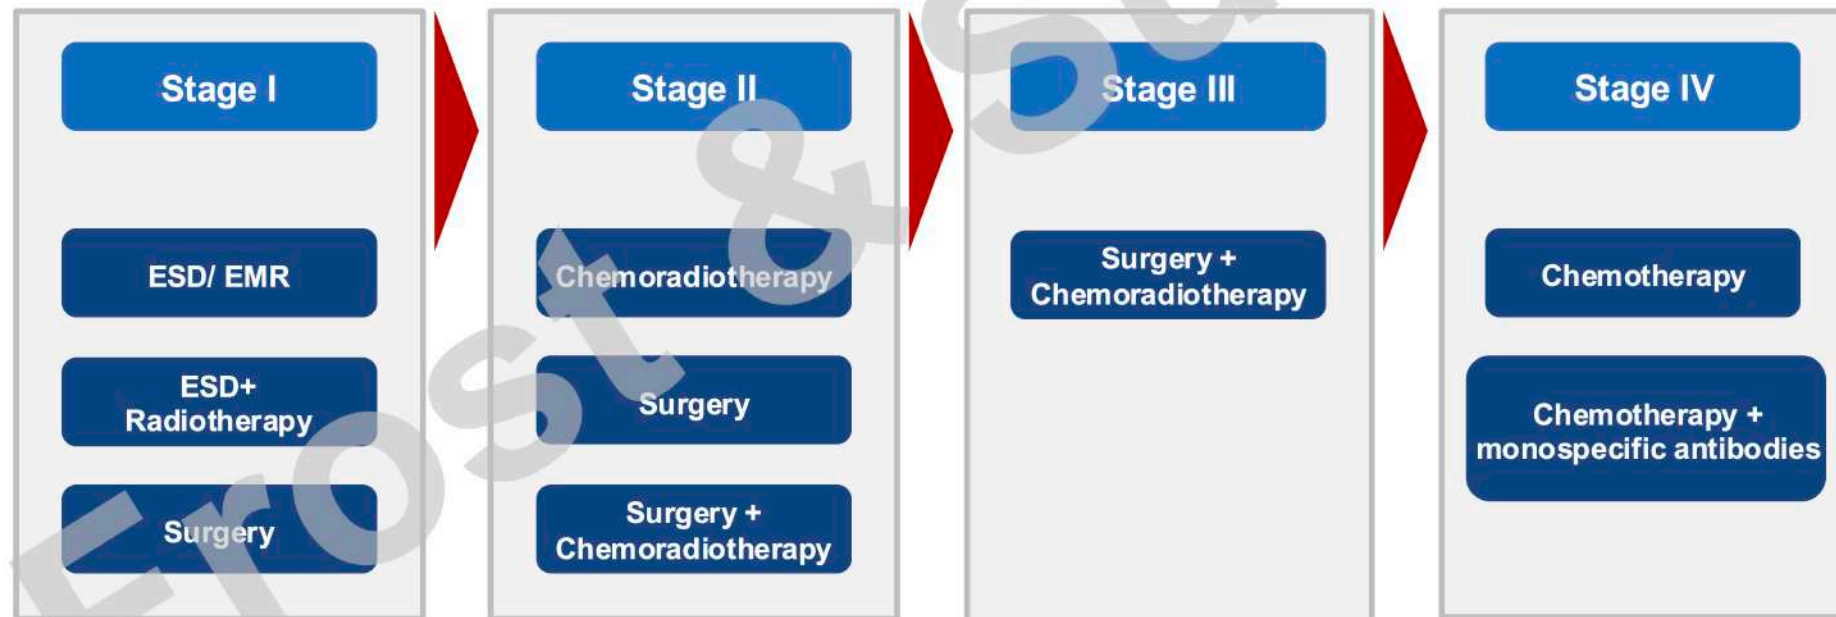 Stage I
ESD/ EMR
ESD+
Radiotherapy
Surgery
Stage II
Chemoradiotherapy
Surgery
Surgery +
Chemoradiotherapy
Stage III
Surgery +
Chemoradiotherapy
Stage IV
Chemotherapy
Chemotherapy +
monospecific antibodies
Frost &